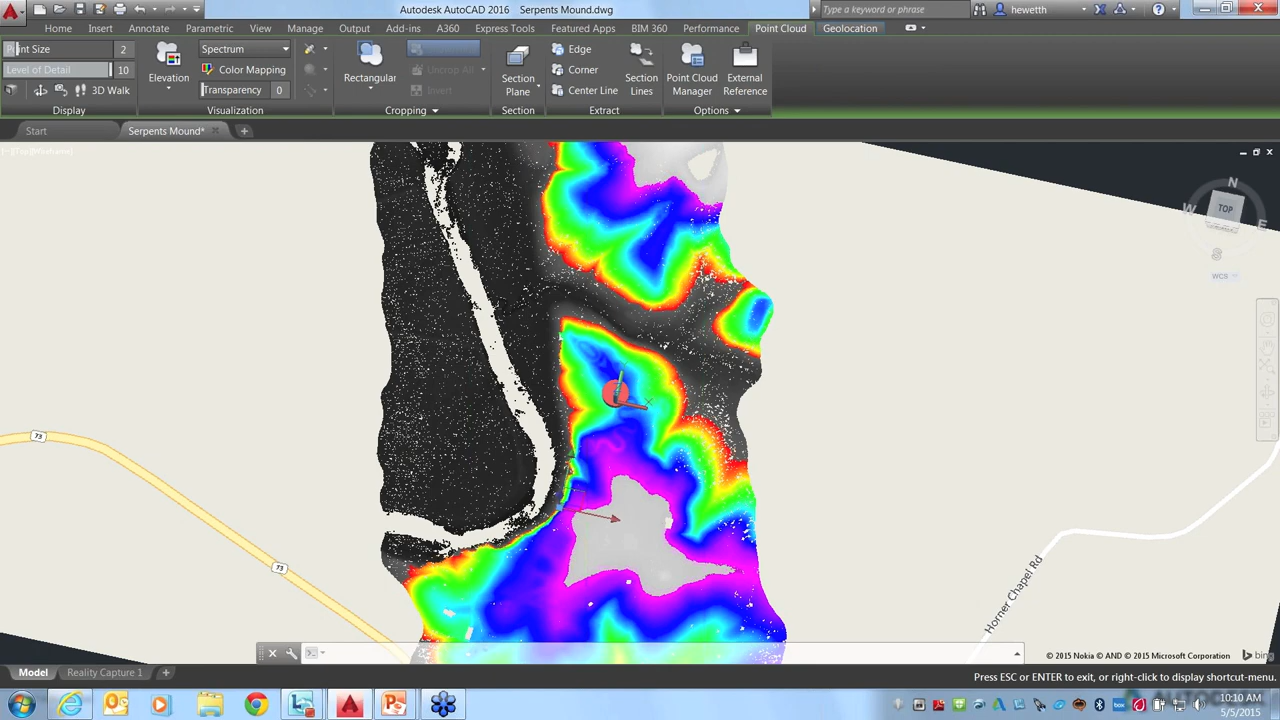 Autodesk AutoCAD 2016 Serpents Mound.dwg
Type a keyword or phrase
hewetth
Home Insert Annotate Parametric View Manage Output Add-ins A360 Express Tools Featured Apps BIM 360 Performance Point Cloud Geolocation
Point Size 2
Level of Detail 10
3D Walk
Display
Elevation
Spectrum
Color Mapping
Transparency 0
Visualization
Rectangular
Uncrop All
Invert
Cropping
Section Plane
Section
Edge
Corner
Center Line
Section Lines
Extract
Point Cloud Manager
External Reference
Options
Start Serpents Mound*
N
W TOP E
S
WCS
73
73
Horner Chapel Rd
© 2015 Nokia © AND © 2015 Microsoft Corporation bing
Model Reality Capture 1
Press ESC or ENTER to exit, or right-click to display shortcut-menu.
10:10 AM
5/5/2015